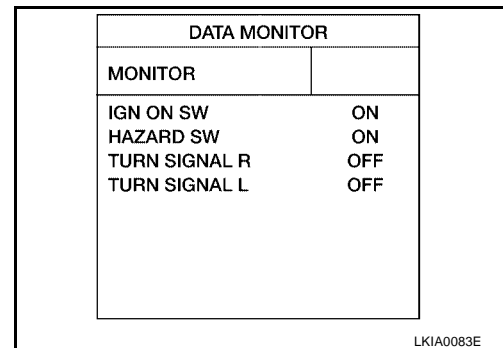 DATA MONITOR
MONITOR
IGN ON SW ON
HAZARD SW ON
TURN SIGNAL R OFF
TURN SIGNAL L OFF
LKIA0083E